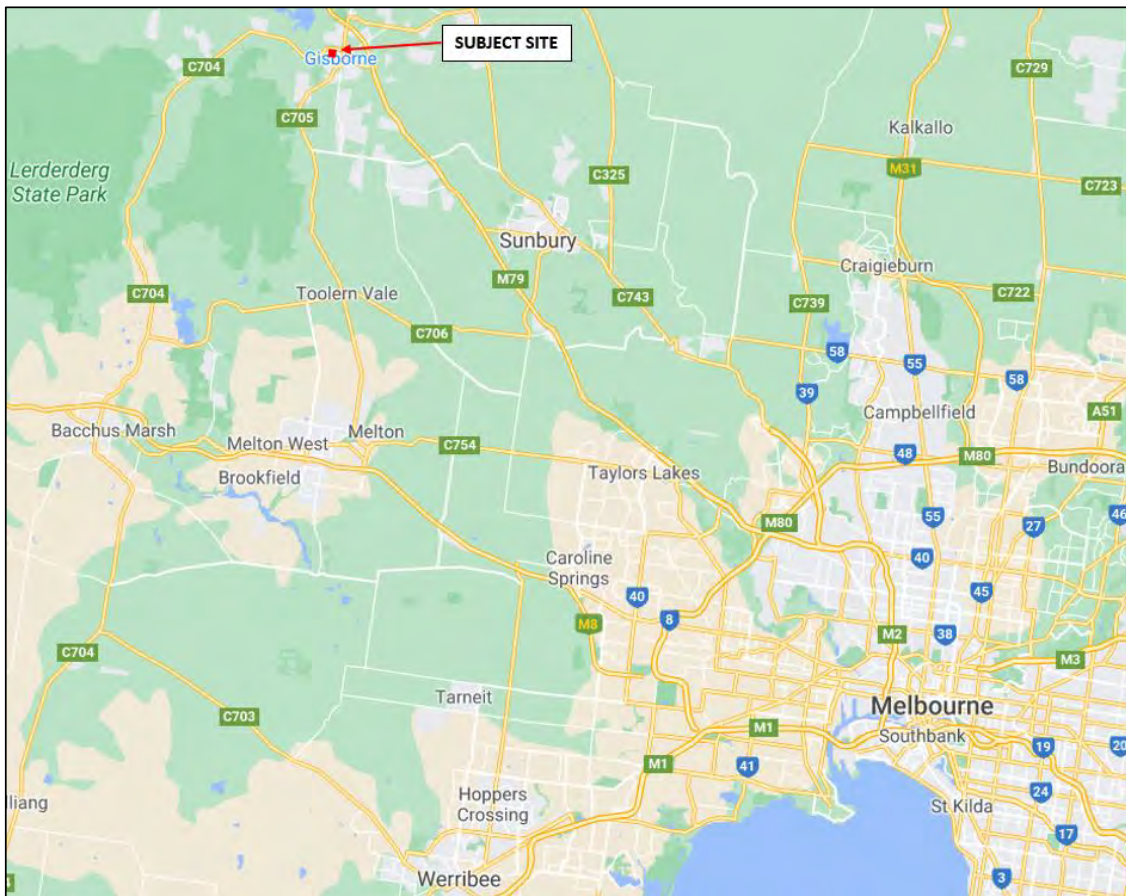 SUBJECT SITE
Gisborne
C704
C729
C705
Kalkallo
Lerderderg
State Park
M31
C325
C723
Sunbury
Craigieburn
M79
C704
Toolern Vale
C743
C722
C739
C706
58
55
58
39
Campbellfield
A51
Bacchus Marsh
Melton West
Melton
C754
48
M80
Brookfield
Taylors Lakes
Bundoora
M80
55
27
46
Caroline
Springs
40
40
45
M8
8
M2
38
C704
M3
Tarneit
Melbourne
C703
M1
Southbank
19
20
M1
41
Hoppers
Crossing
24
lliang
St Kilda
17
Werribee
3